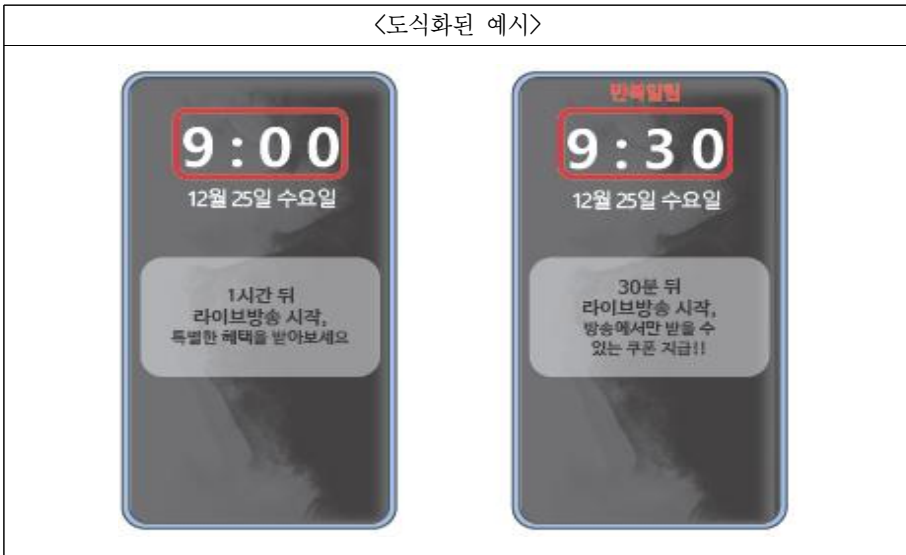 <도식화된 예시>
9:00
12월 25일 수요일
1시간 뒤
라이브방송 시작,
특별한 혜택을 받아보세요
반복알림
9:30
12월 25일 수요일
30분 뒤
라이브방송 시작,
방송에서만 받을 수
있는 쿠폰 지급!!